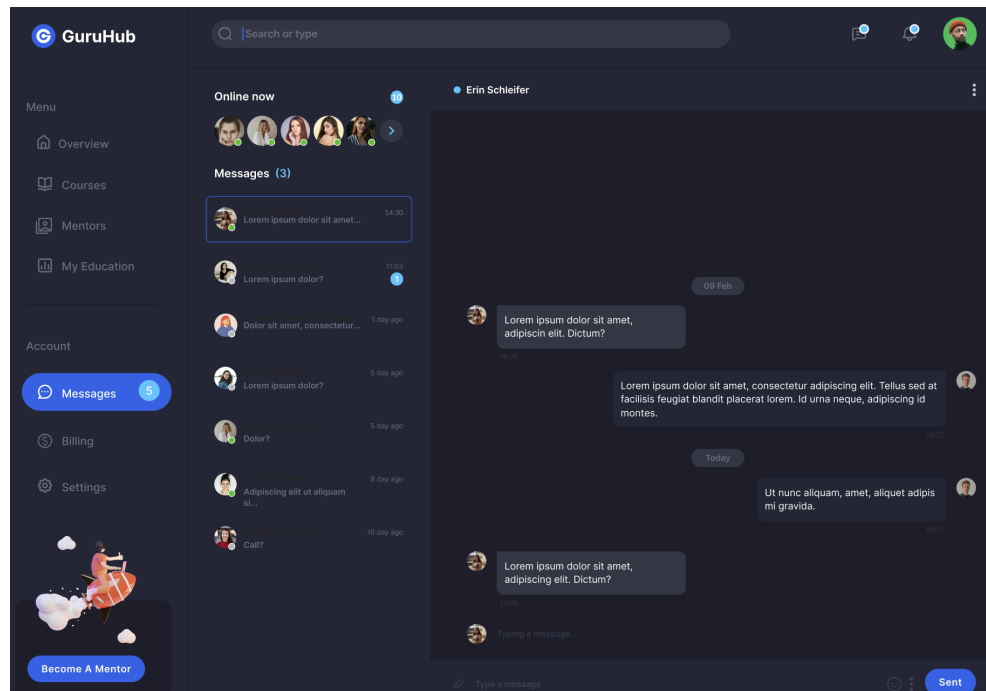 GuruHub
Search or type
Menu
Overview
Courses
Mentors
My Education
Account
Messages
5
Billing
Settings
Become A Mentor
Online now
10
Messages (3)
14:30
Lorem ipsum dolor sit amet...
11:03
Lorem ipsum dolor?
1
1 day ago
Dolor sit amet, consectetur...
5 day ago
Lorem ipsum dolor?
5 day ago
Dolor?
8 day ago
Adipiscing elit ut aliquam
si...
10 day ago
Call?
Erin Schleifer
09 Feb
Lorem ipsum dolor sit amet,
adipiscin elit. Dictum?
Lorem ipsum dolor sit amet, consectetur adipiscing elit. Tellus sed at
facilisis feugiat blandit placerat lorem. Id urna neque, adipiscing id
montes.
Today
Ut nunc aliquam, amet, aliquet adipis
mi gravida.
Lorem ipsum dolor sit amet,
adipiscing elit. Dictum?
10:08
Typing a message...
Type a message
Sent